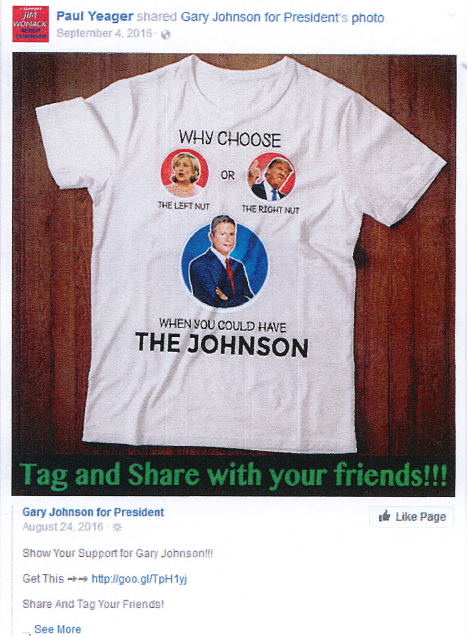 I SUPPORT
JIM
WOMACK
Paul Yeager shared Gary Johnson for President's photo
September 4, 2016 ·
WHY CHOOSE
OR
THE LEFT NUT
THE RIGHT NUT
WHEN YOU COULD HAVE
THE JOHNSON
Tag and Share with your friends!!!
Gary Johnson for President
August 24, 2016 ·
Like Page
Show Your Support for Gary Johnson!!!
Get This →→ http://goo.gl/TpH1yj
Share And Tag Your Friends!
... See More